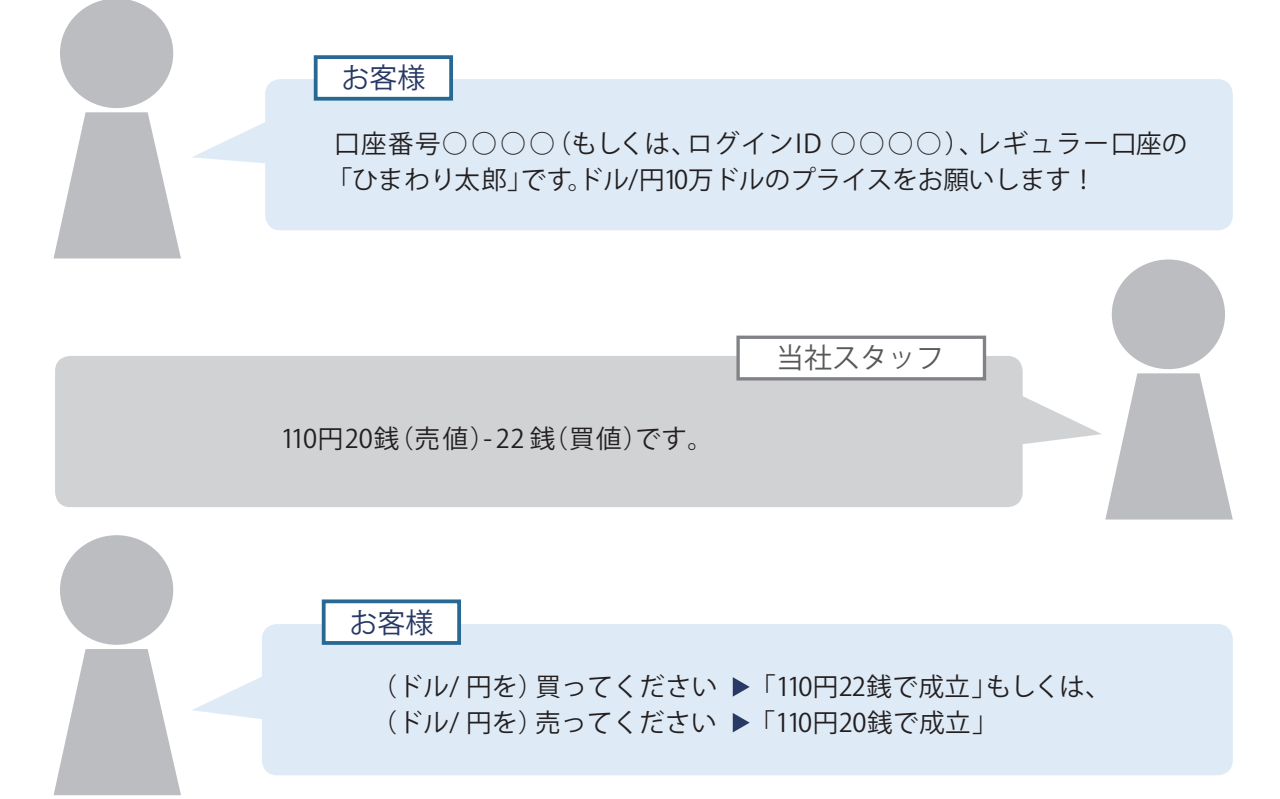 お客様
口座番号○○○○（もしくは、ログインID ○○○○）、レギュラー口座の
「ひまわり太郎」です。ドル/円10万ドルのプライスをお願いします！
当社スタッフ
110円20銭（売値）- 22 銭（買値）です。
お客様
（ドル/ 円を）買ってください ▶「110円22銭で成立」もしくは、
（ドル/ 円を）売ってください ▶「110円20銭で成立」